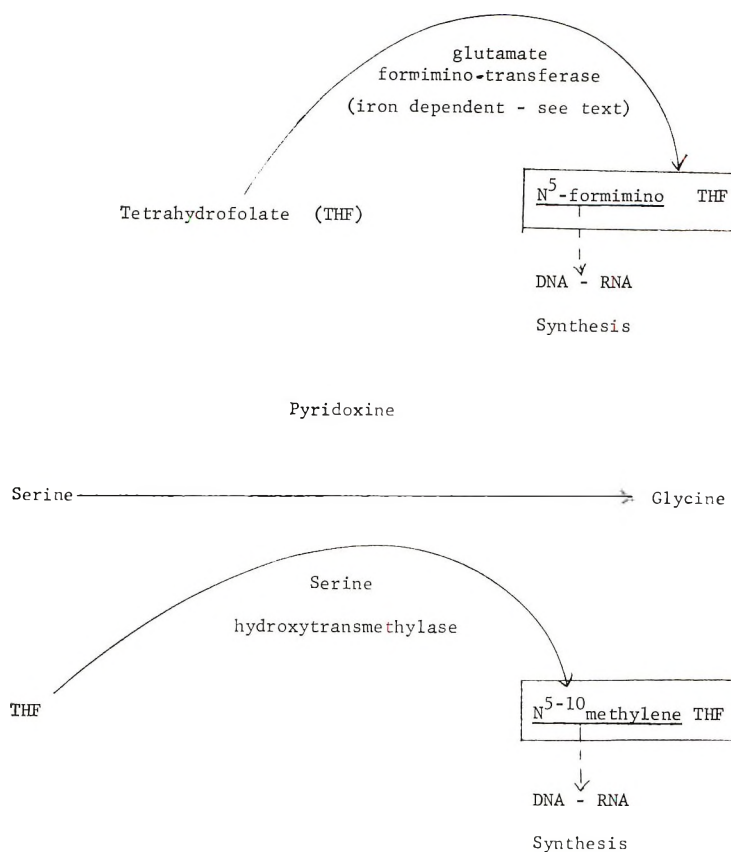 glutamate
formimino-transferase
(iron dependent - see text)
Tetrahydrofolate (THF)
N⁵-formimino THF
DNA - RNA
Synthesis
Pyridoxine
Serine
Glycine
Serine
hydroxytransmethylase
THF
N⁵⁻¹⁰methylene THF
DNA - RNA
Synthesis